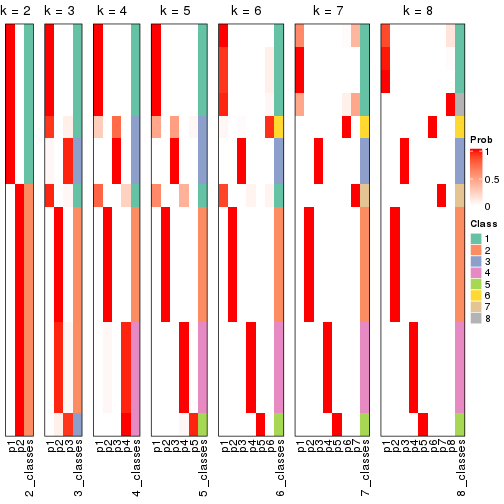 k = 2 k = 3 k = 4 k = 5 k = 6 k = 7 k = 8
Prob
1
0.5
0
Class
1
2
3
4
5
6
7
8
p1 p2 2_classes
p1 p2 p3 3_classes
p1 p2 p3 p4 4_classes
p1 p2 p3 p4 p5 5_classes
p1 p2 p3 p4 p5 p6 6_classes
p1 p2 p3 p4 p5 p6 p7 7_classes
p1 p2 p3 p4 p5 p6 p7 p8 8_classes